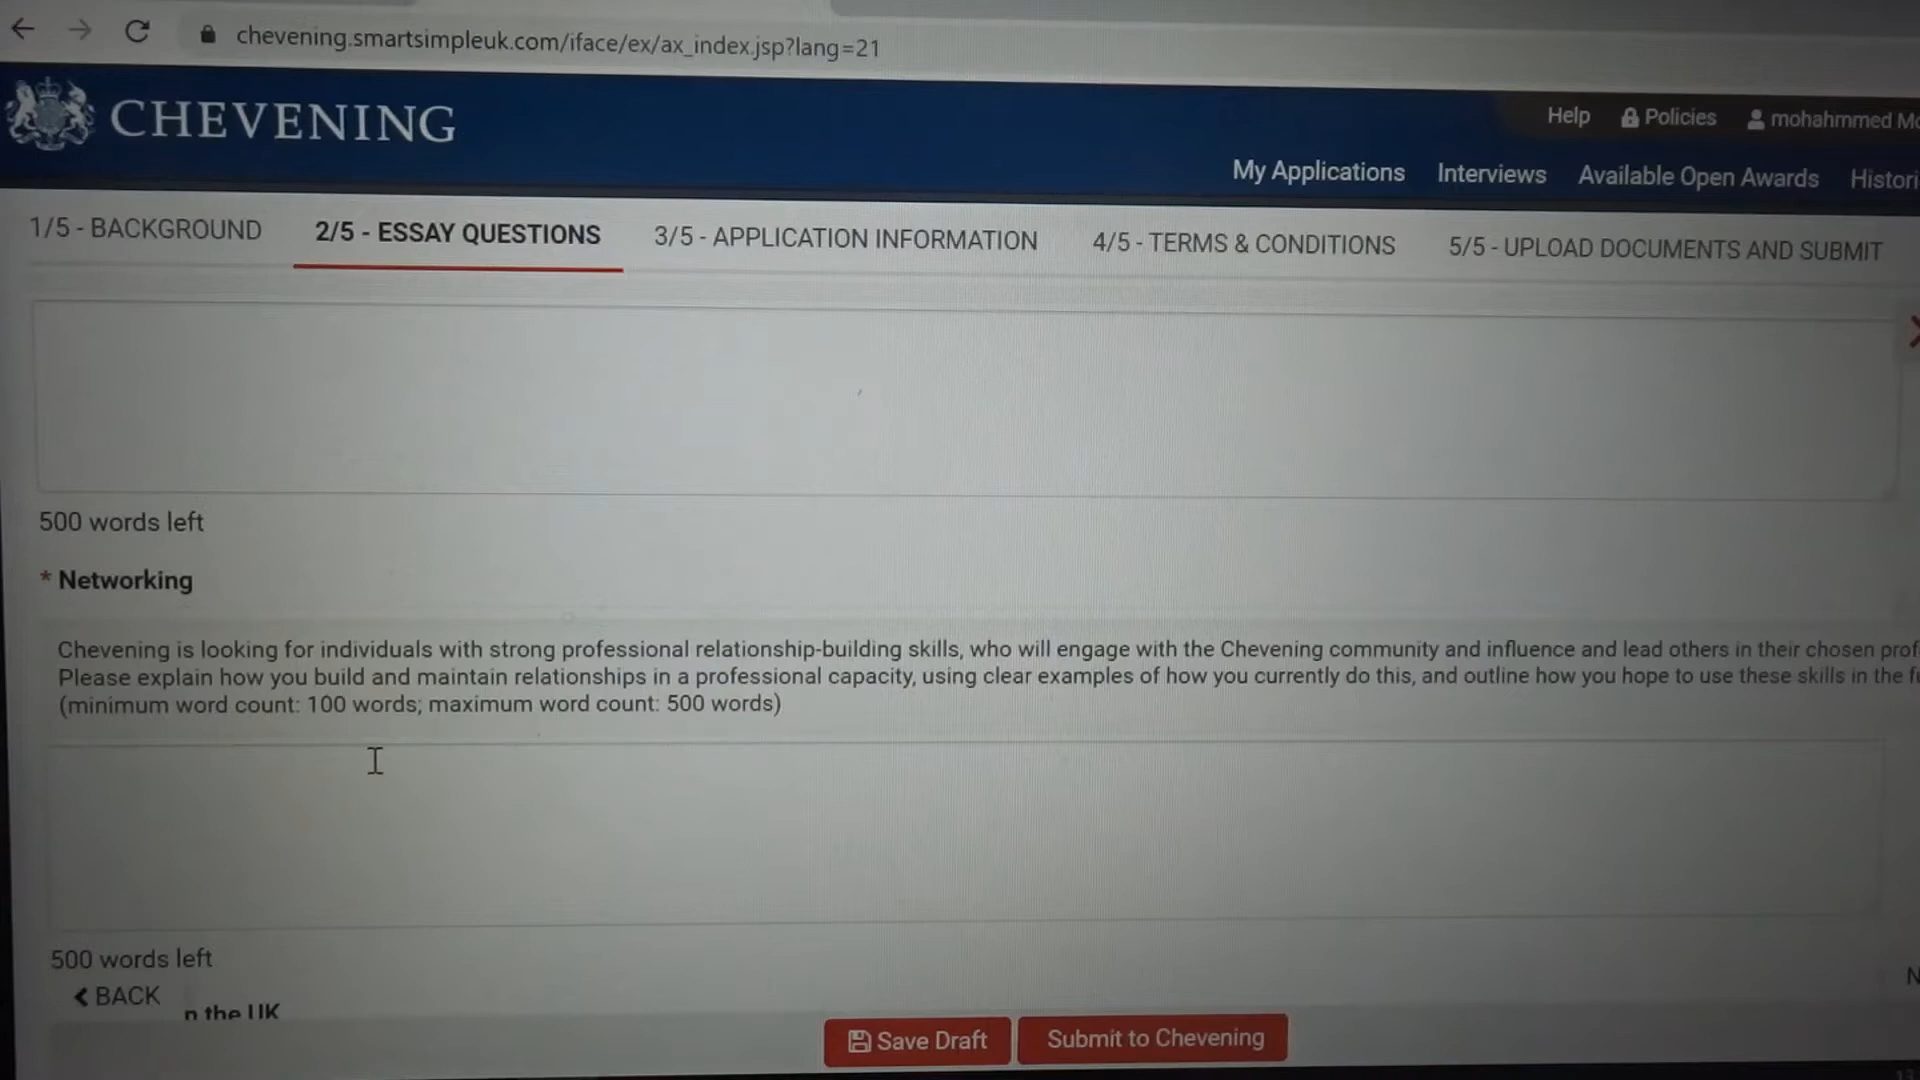 chevening.smartsimpleuk.com/iface/ex/ax_index.jsp?lang=21
CHEVENING
Help Policies mohahmmed
My Applications Interviews Available Open Awards
1/5 - BACKGROUND 2/5 - ESSAY QUESTIONS 3/5 - APPLICATION INFORMATION 4/5 - TERMS & CONDITIONS 5/5 - UPLOAD DOCUMENTS AND SUBMIT
500 words left
* Networking
Chevening is looking for individuals with strong professional relationship-building skills, who will engage with the Chevening community and influence and lead others in their chosen
Please explain how you build and maintain relationships in a professional capacity, using clear examples of how you currently do this, and outline how you hope to use these skills in the
(minimum word count: 100 words; maximum word count: 500 words)
500 words left
BACK
n the UK
Save Draft Submit to Chevening